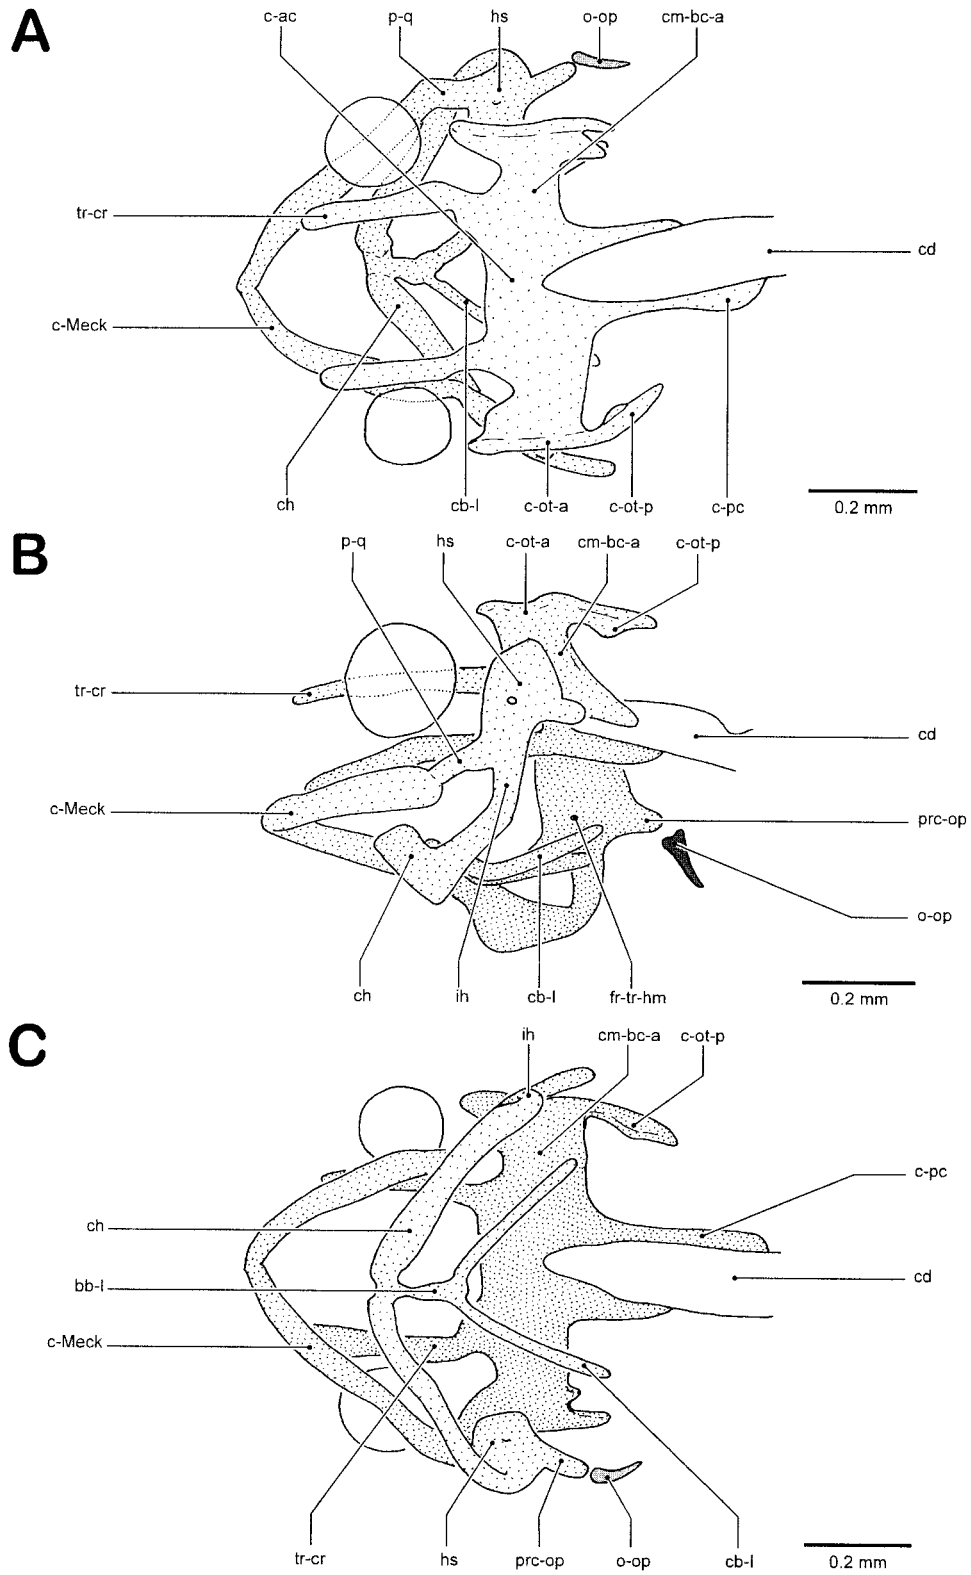 A
c-ac p-q hs o-op cm-bc-a
tr-cr
cd
c-Meck
ch cb-I c-ot-a c-ot-p c-pc
0.2 mm
B
p-q hs c-ot-a cm-bc-a c-ot-p
tr-cr
cd
c-Meck
prc-op
o-op
ch ih cb-I fr-tr-hm
0.2 mm
C
ih cm-bc-a c-ot-p
c-pc
ch
cd
bb-I
c-Meck
tr-cr hs prc-op o-op cb-I
0.2 mm